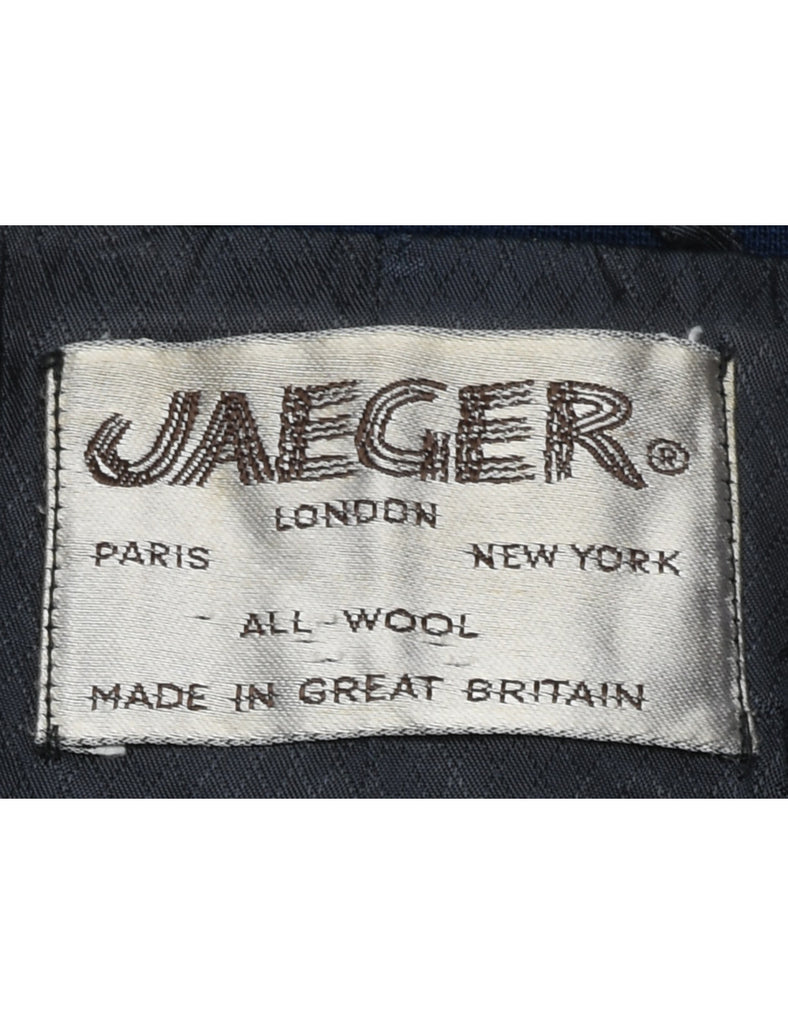 JAEGER®
LONDON
PARIS NEW YORK
ALL-WOOL
MADE IN GREAT BRITAIN